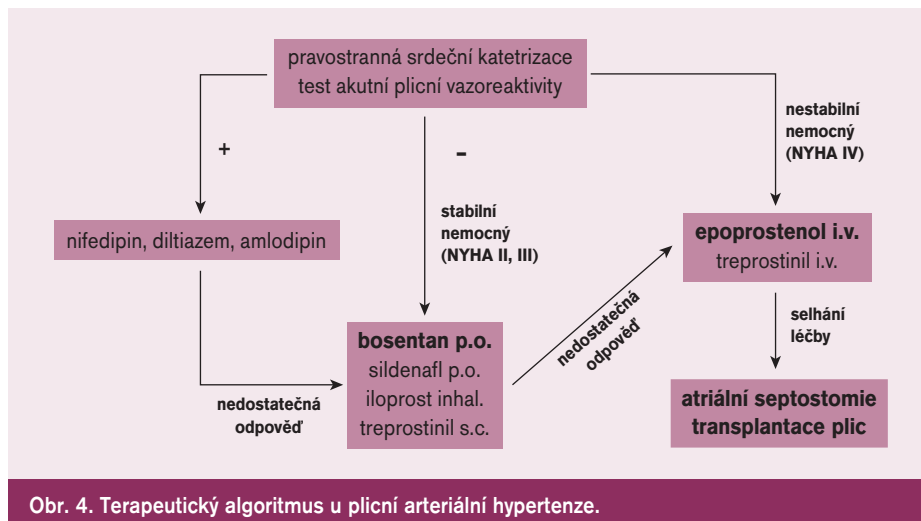 pravostranná srdeční katetrizace
test akutní plicní vazoreaktivity
+
–
nestabilní
nemocný
(NYHA IV)
nifedipin, diltiazem, amlodipin
stabilní
nemocný
(NYHA II, III)
epoprostenol i.v.
treprostinil i.v.
nedostatečná
odpověď
bosentan p.o.
sildenafl p.o.
iloprost inhal.
treprostinil s.c.
nedostatečná
odpověď
selhání
léčby
atriální septostomie
transplantace plic
Obr. 4. Terapeutický algoritmus u plicní arteriální hypertenze.